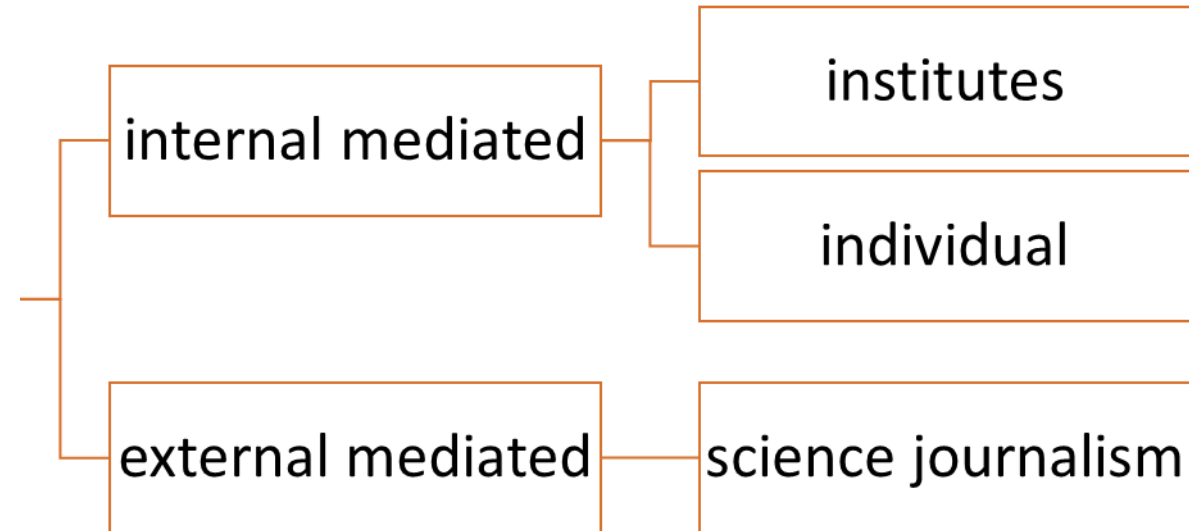 internal mediated
institutes
individual
external mediated
science journalism